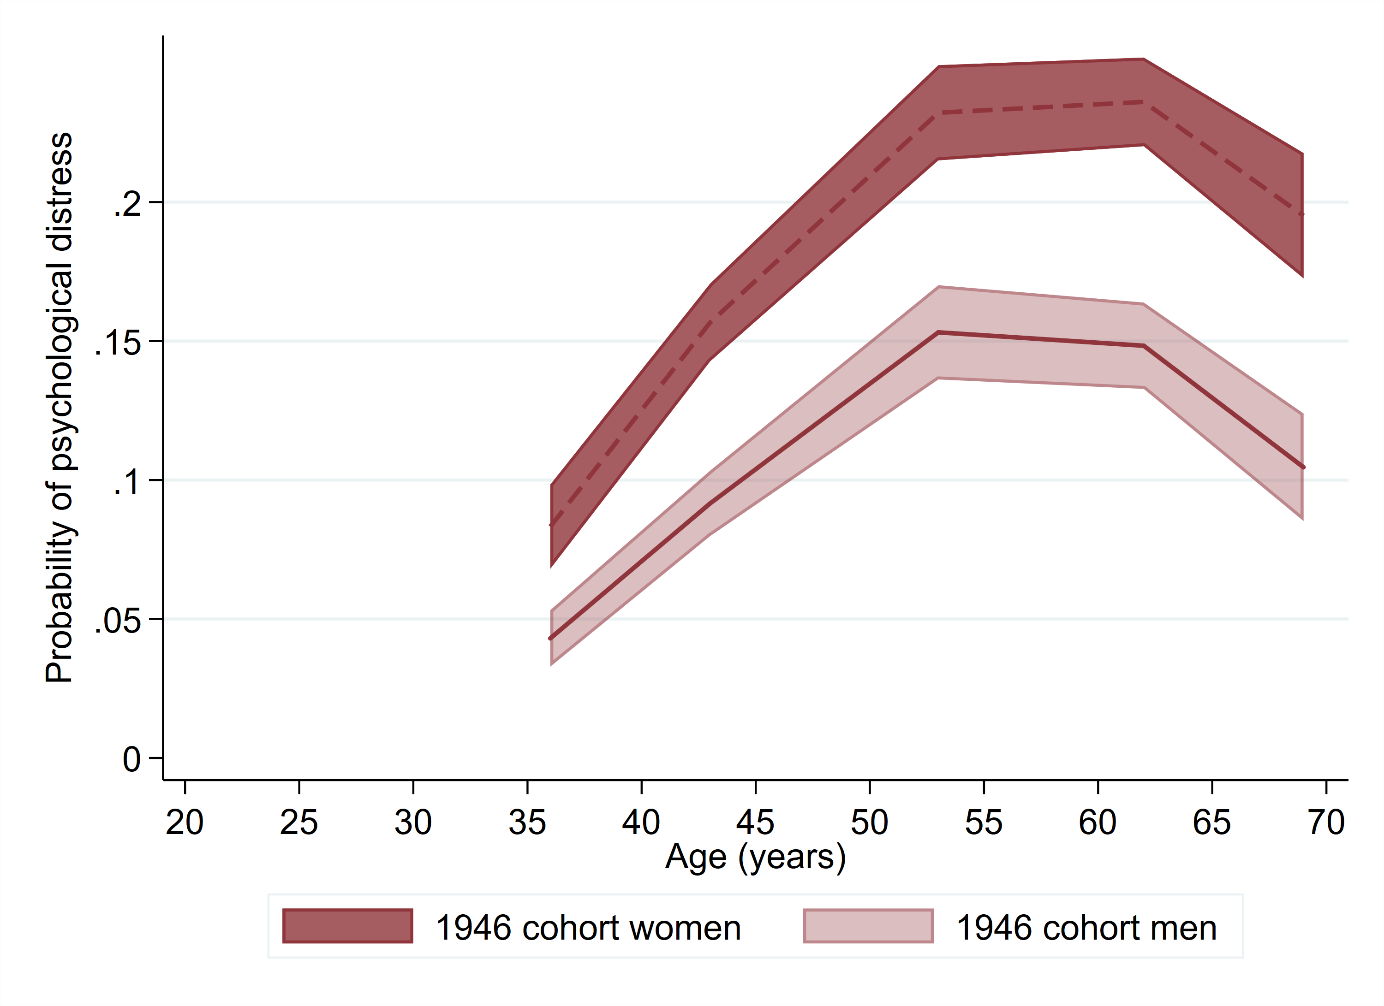 Probability of psychological distress
.2
.15
.1
.05
0
20 25 30 35 40 45 50 55 60 65 70
Age (years)
1946 cohort women 1946 cohort men